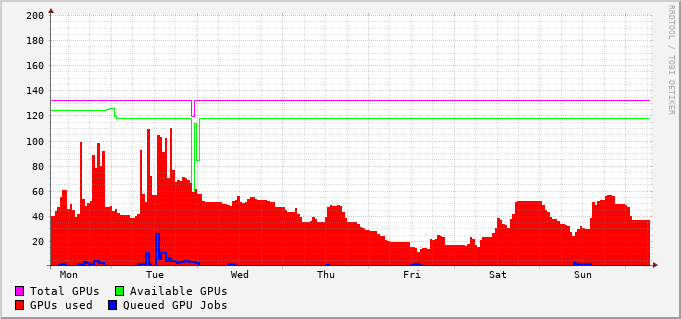 200
180
160
140
120
100
80
60
40
20
Mon Tue Wed Thu Fri Sat Sun
Total GPUs Available GPUs
GPUs used Queued GPU Jobs
RRDTOOL / TOBI OETIKER